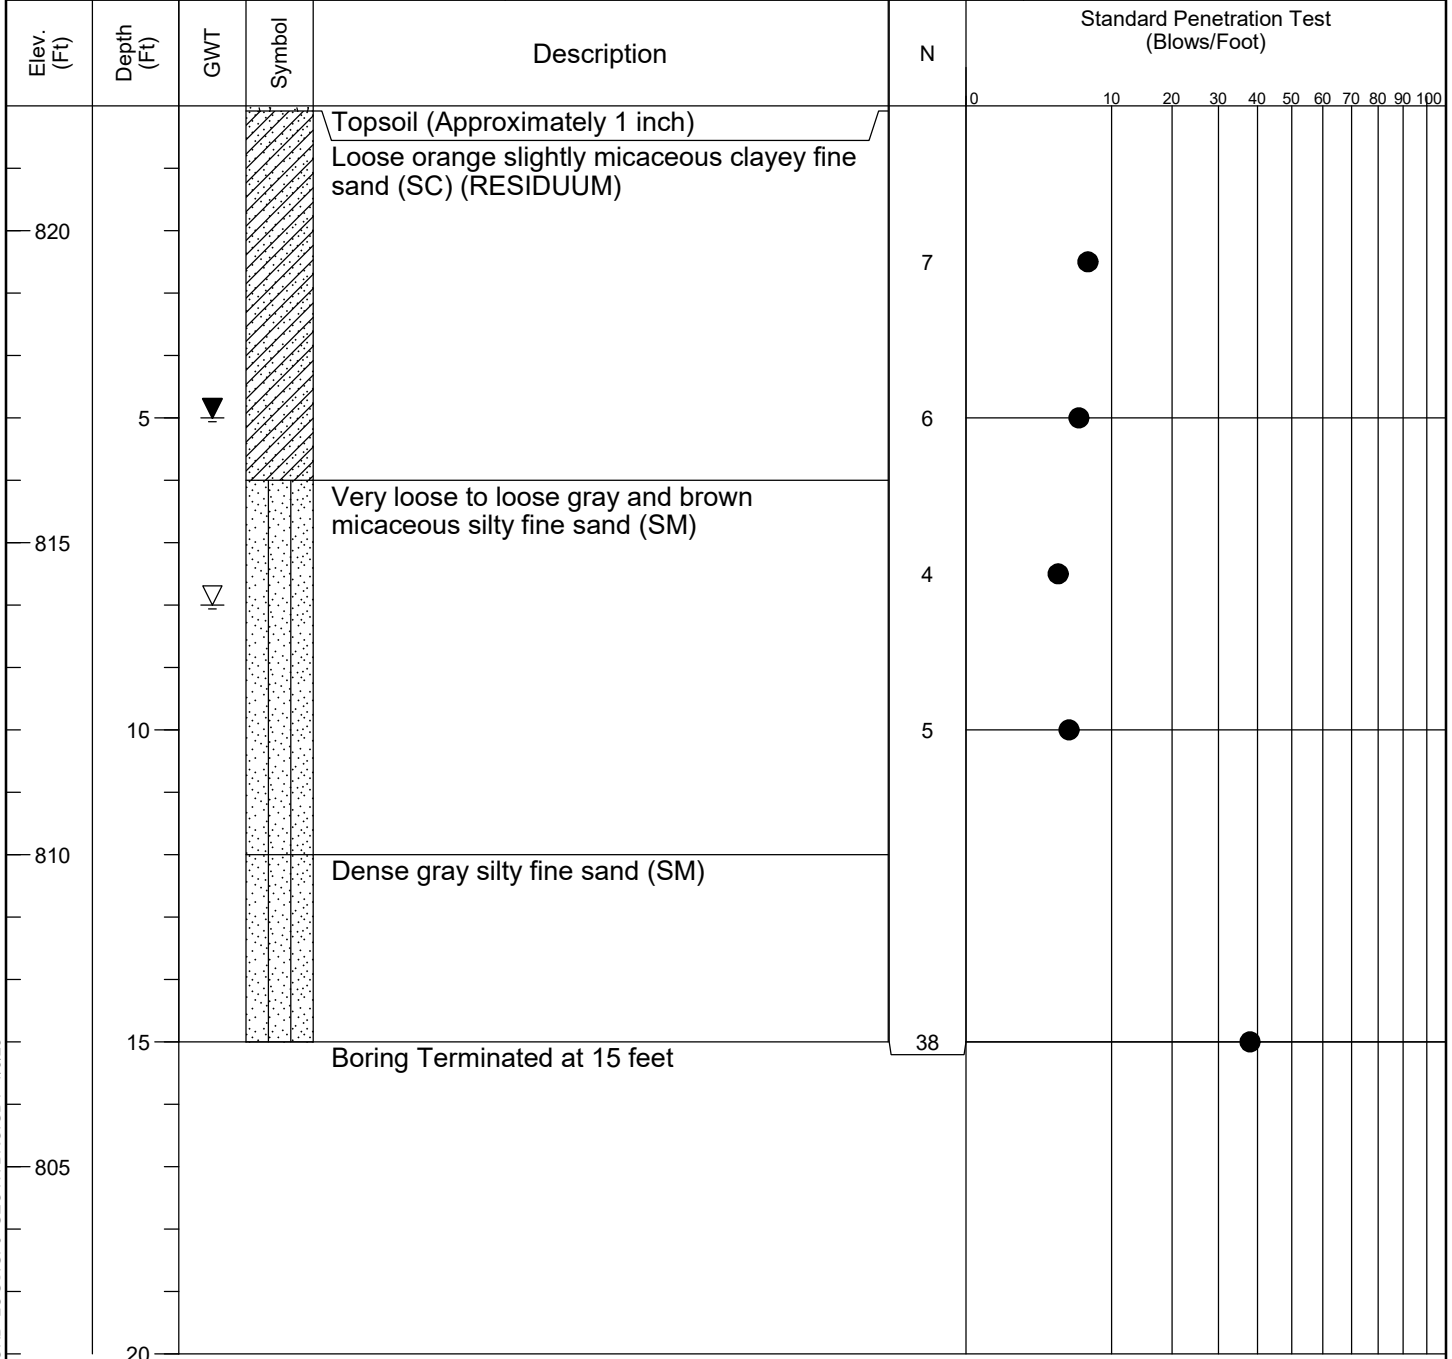 Elev.
(Ft)
Depth
(Ft)
GWT
Symbol
Description
N
Standard Penetration Test
(Blows/Foot)
0 10 20 30 40 50 60 70 80 90 100
Topsoil (Approximately 1 inch)
Loose orange slightly micaceous clayey fine
sand (SC) (RESIDUUM)
820
7
5
6
Very loose to loose gray and brown
micaceous silty fine sand (SM)
815
4
10
5
810
Dense gray silty fine sand (SM)
15
38
Boring Terminated at 15 feet
805
20